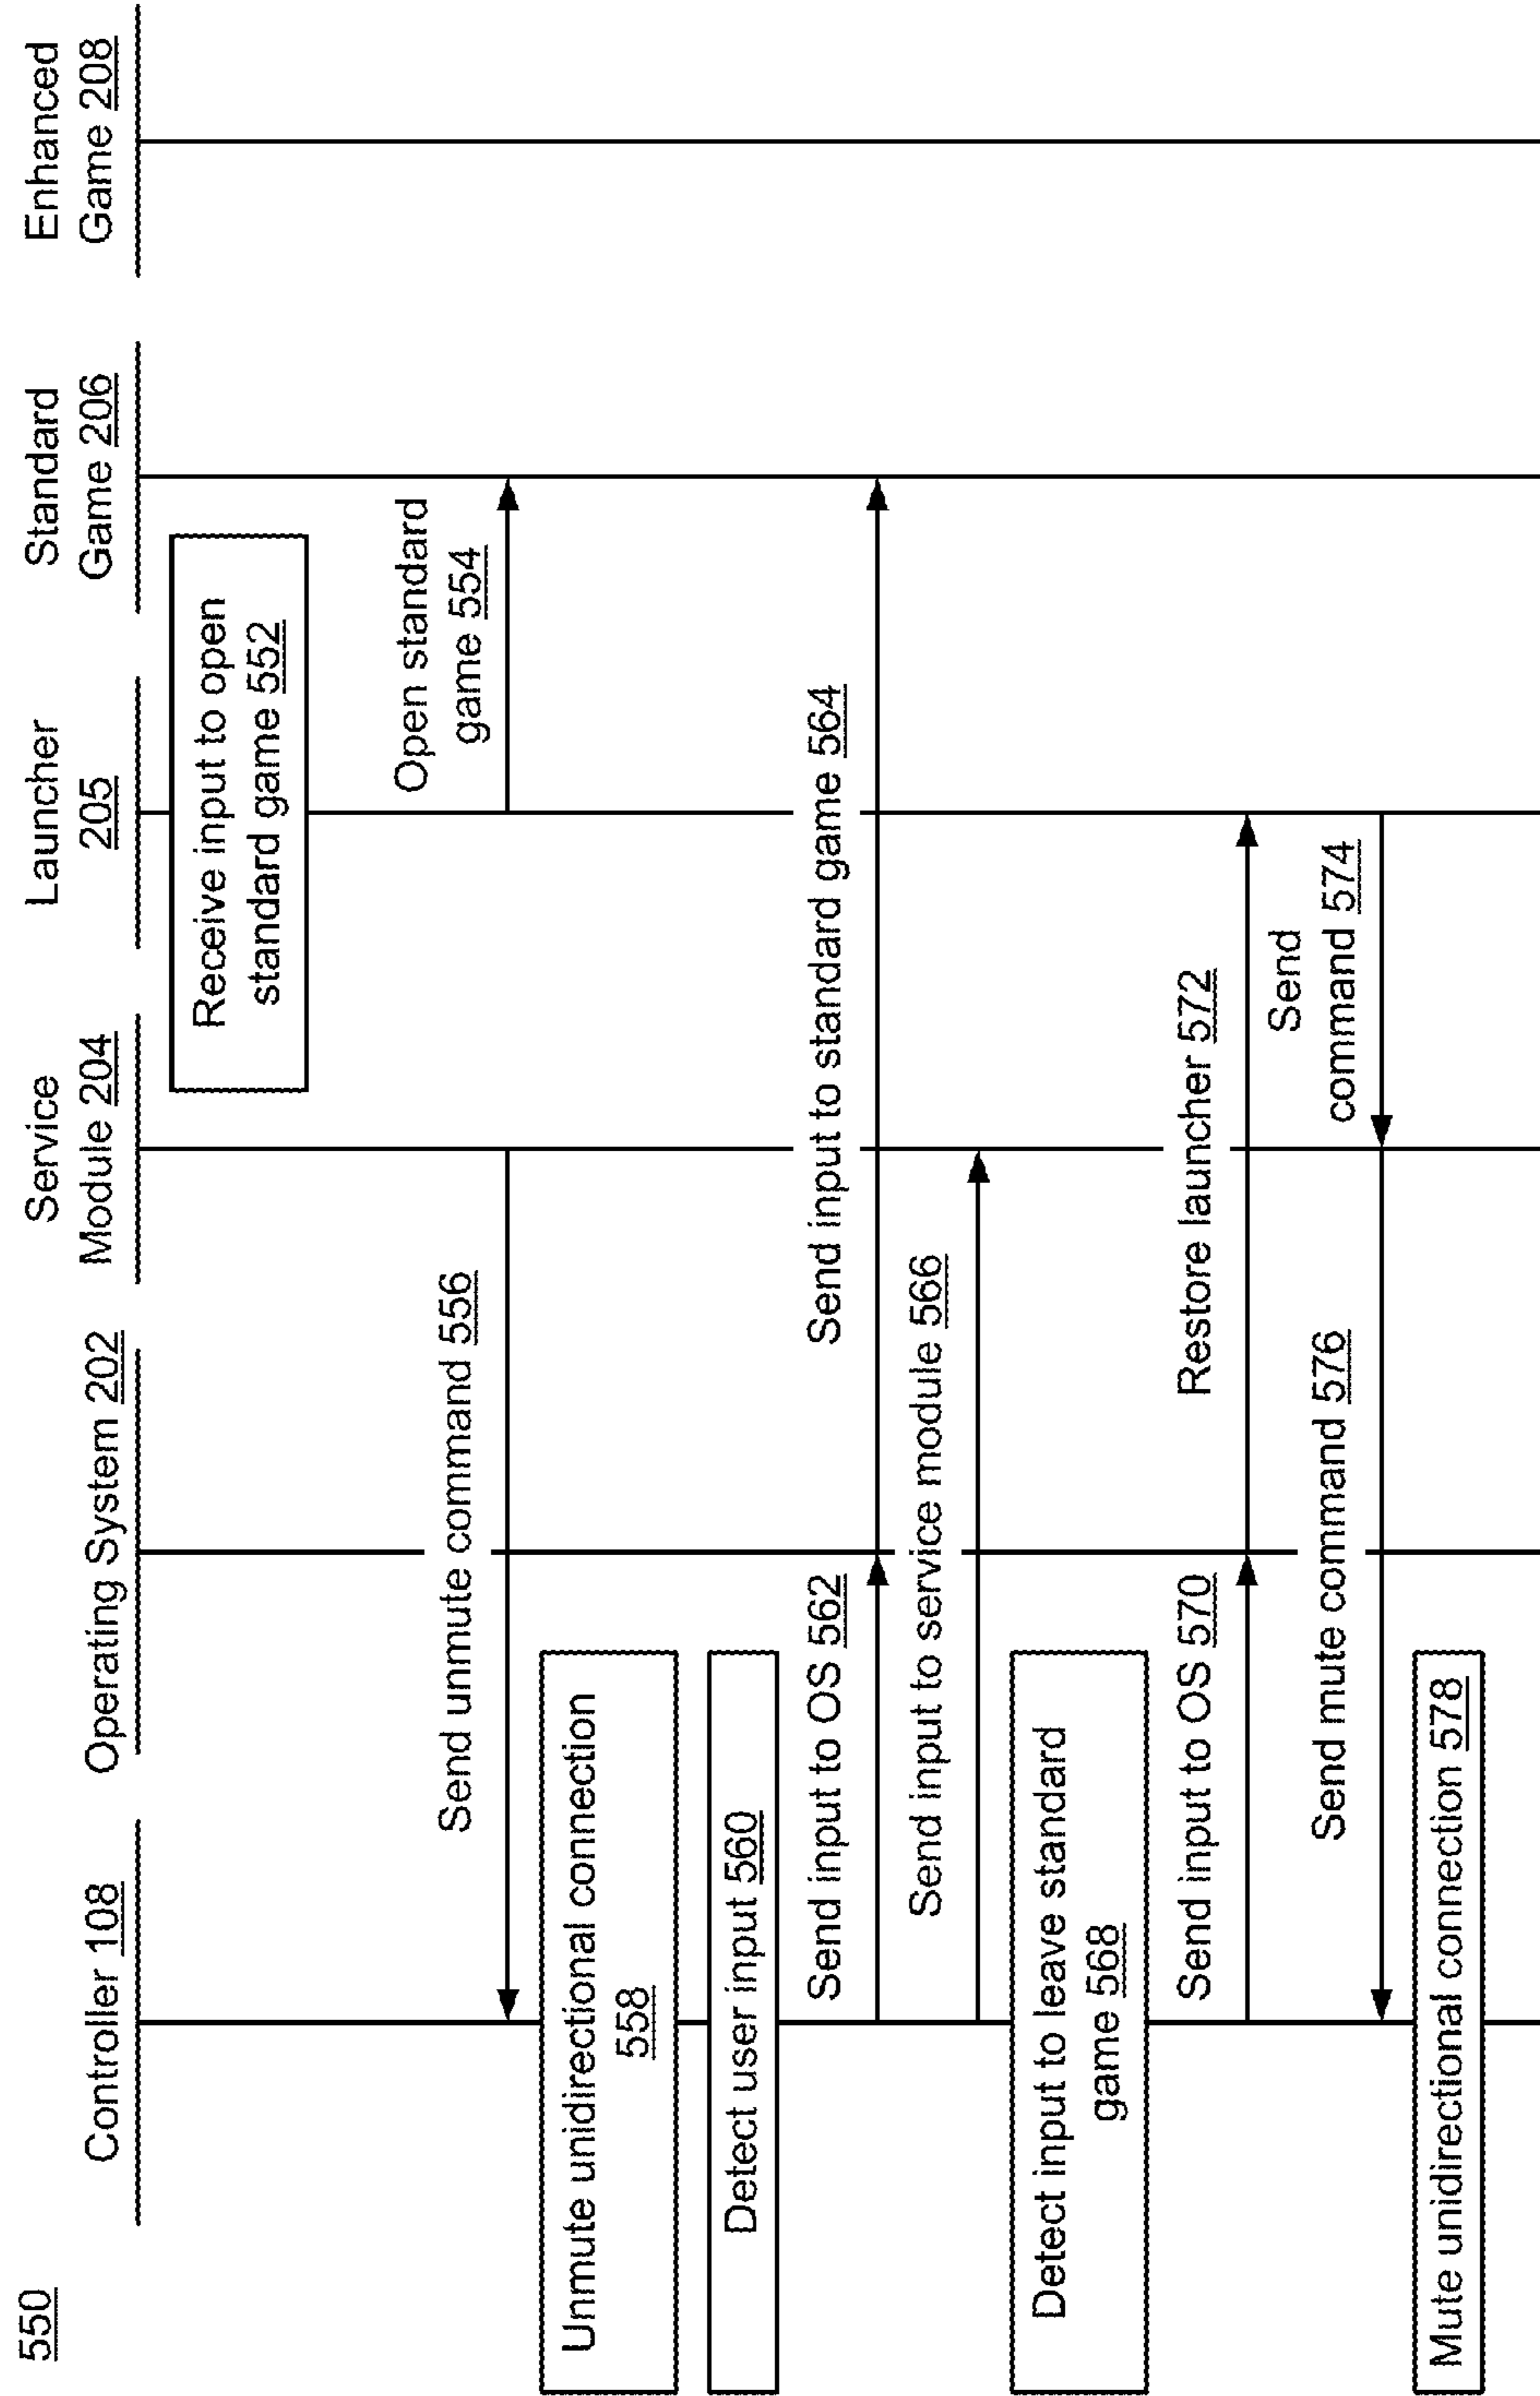 550
Controller 108
Operating System 202
Service
Module 204
Launcher
205
Standard
Game 206
Enhanced
Game 208
Receive input to open
standard game 552
Open standard
game 554
Send unmute command 556
Unmute unidirectional connection
558
Detect user input 560
Send input to OS 562
Send input to standard game 564
Send input to service module 566
Detect input to leave standard
game 568
Send input to OS 570
Restore launcher 572
Send
command 574
Send mute command 576
Mute unidirectional connection 578